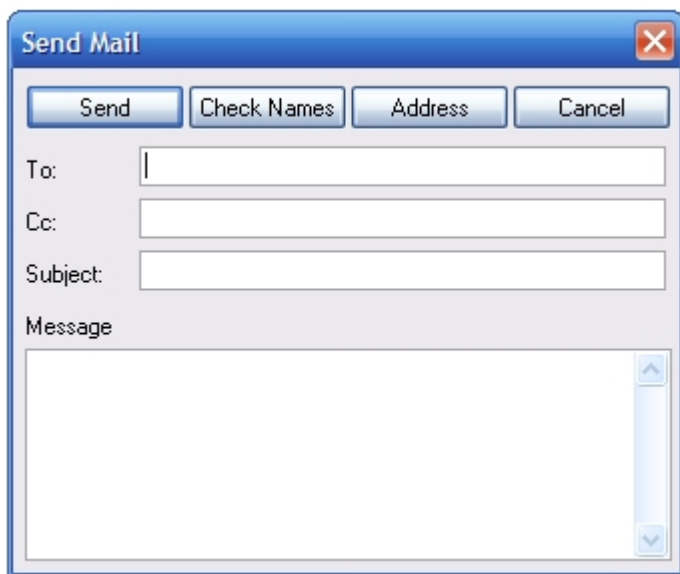 Send Mail
Send Check Names Address Cancel
To:
Cc:
Subject:
Message